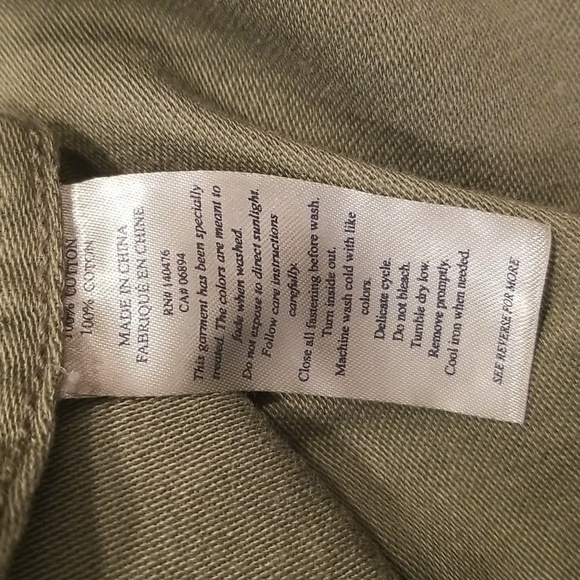 100% COTTON
100% COTON
MADE IN CHINA
FABRIQUÉ EN CHINE
RN# 140476
CA# 00894
This garment has been specially
treated. The colors are meant to
fade when washed.
Do not expose to direct sunlight.
Follow care instructions
carefully.
Close all fastening before wash.
Turn inside out.
Machine wash cold with like
colors.
Delicate cycle.
Do not bleach.
Tumble dry low.
Remove promptly.
Cool iron when needed.
SEE REVERSE FOR MORE